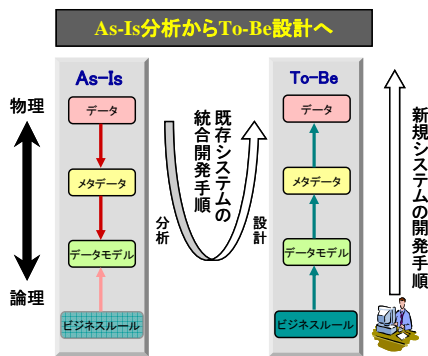 As-Is分析からTo-Be設計へ
As-Is
To-Be
物理
論理
データ
メタデータ
データモデル
ビジネスルール
既存システムの
統合開発手順
分析
設計
データ
メタデータ
データモデル
ビジネスルール
新規システムの開発手順